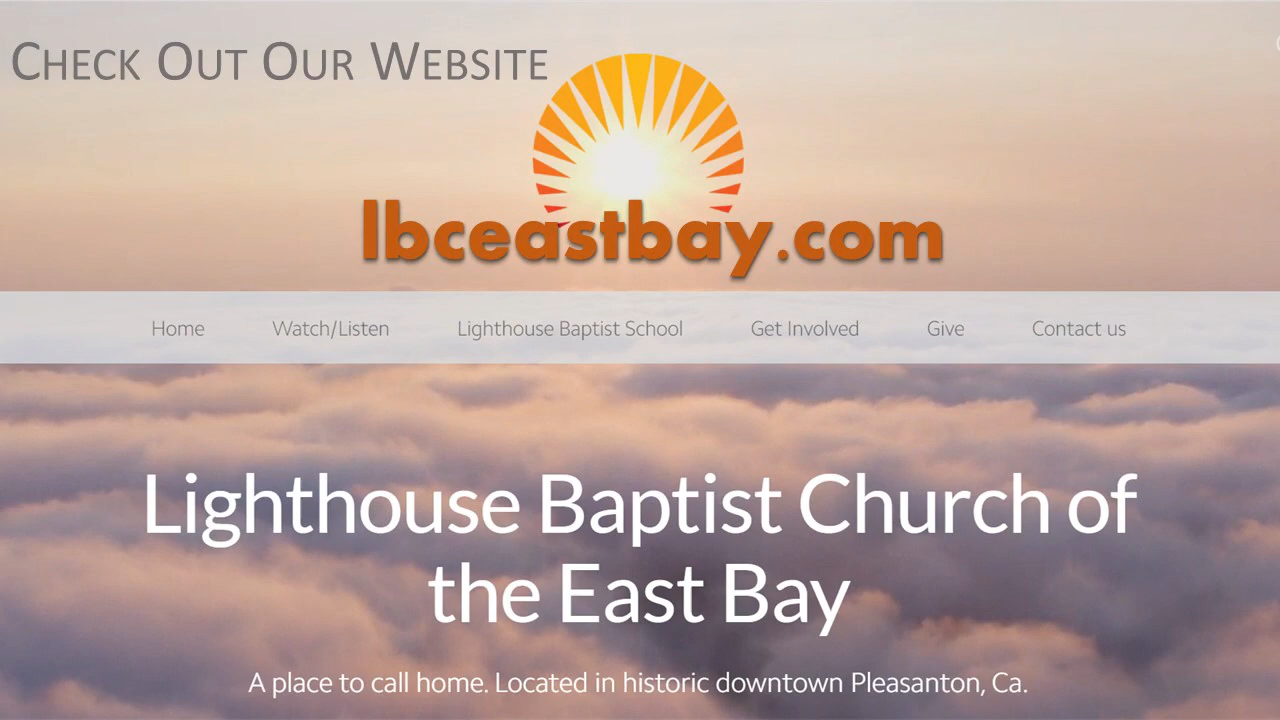 Check Out Our Website
lbceastbay.com
Home Watch/Listen Lighthouse Baptist School Get Involved Give Contact us
Lighthouse Baptist Church of
the East Bay
A place to call home. Located in historic downtown Pleasanton, Ca.